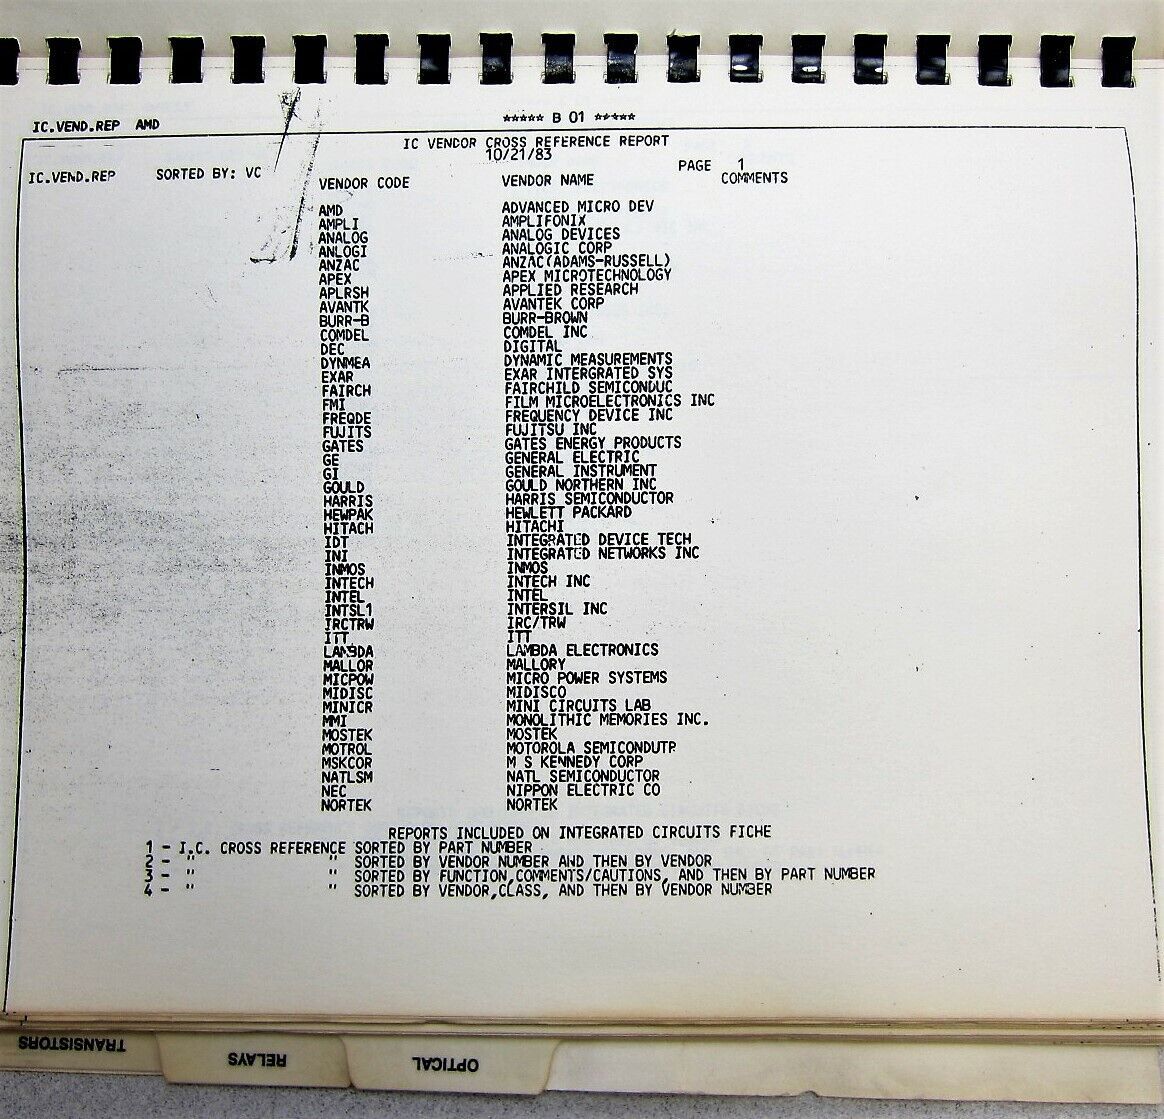 IC.VEND.REP AMD
***** B 01 *****
IC VENDOR CROSS REFERENCE REPORT
10/21/83
PAGE 1
IC.VEND.REP SORTED BY: VC
VENDOR CODE VENDOR NAME COMMENTS
AMD ADVANCED MICRO DEV
AMPLI AMPLIFONIX
ANALOG ANALOG DEVICES
ANLOGI ANALOGIC CORP
ANZAC ANZAC(ADAMS-RUSSELL)
APEX APEX MICROTECHNOLOGY
APLRSH APPLIED RESEARCH
AVANTK AVANTEK CORP
BURR-B BURR-BROWN
COMDEL COMDEL INC
DEC DIGITAL
DYNMEA DYNAMIC MEASUREMENTS
EXAR EXAR INTERGRATED SYS
FAIRCH FAIRCHILD SEMICONDUC
FMI FILM MICROELECTRONICS INC
FREQDE FREQUENCY DEVICE INC
FUJITS FUJITSU INC
GATES GATES ENERGY PRODUCTS
GE GENERAL ELECTRIC
GI GENERAL INSTRUMENT
GOULD GOULD NORTHERN INC
HARRIS HARRIS SEMICONDUCTOR
HEWPAK HEWLETT PACKARD
HITACH HITACHI
IDT INTEGRATED DEVICE TECH
INI INTEGRATED NETWORKS INC
INMOS INMOS
INTECH INTECH INC
INTEL INTEL
INTSL1 INTERSIL INC
IRCTRW IRC/TRW
ITT ITT
LAMBDA LAMBDA ELECTRONICS
MALLOR MALLORY
MICPOW MICRO POWER SYSTEMS
MIDISC MIDISCO
MINICR MINI CIRCUITS LAB
MMI MONOLITHIC MEMORIES INC.
MOSTEK MOSTEK
MOTROL MOTOROLA SEMICONDUTR
MSKCOR M S KENNEDY CORP
NATLSM NATL SEMICONDUCTOR
NEC NIPPON ELECTRIC CO
NORTEK NORTEK
REPORTS INCLUDED ON INTEGRATED CIRCUITS FICHE
1 - I.C. CROSS REFERENCE SORTED BY PART NUMBER
2 - " " SORTED BY VENDOR NUMBER AND THEN BY VENDOR
3 - " " SORTED BY FUNCTION,COMMENTS/CAUTIONS, AND THEN BY PART NUMBER
4 - " " SORTED BY VENDOR,CLASS, AND THEN BY VENDOR NUMBER
TRANSISTORS
RELAYS
OPTICAL